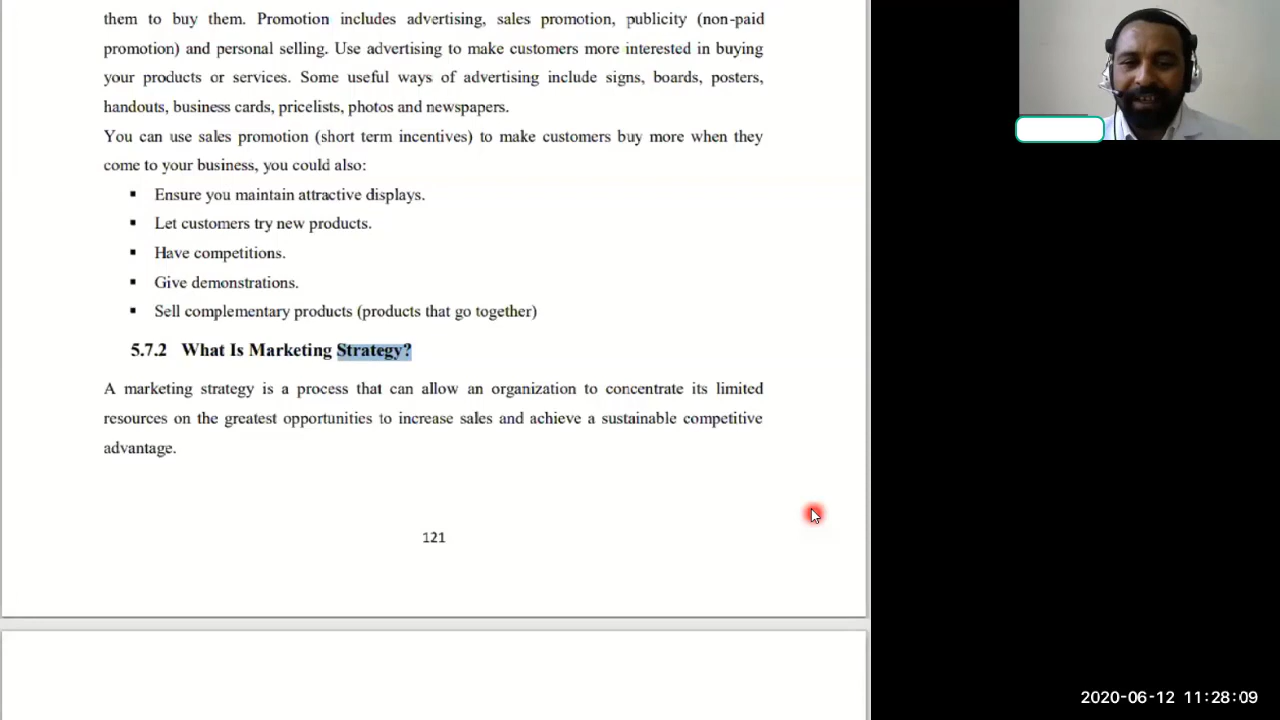 them to buy them. Promotion includes advertising, sales promotion, publicity (non-paid
promotion) and personal selling. Use advertising to make customers more interested in buying
your products or services. Some useful ways of advertising include signs, boards, posters,
handouts, business cards, pricelists, photos and newspapers.
You can use sales promotion (short term incentives) to make customers buy more when they
come to your business, you could also:
▪ Ensure you maintain attractive displays.
▪ Let customers try new products.
▪ Have competitions.
▪ Give demonstrations.
▪ Sell complementary products (products that go together)
5.7.2 What Is Marketing Strategy?
A marketing strategy is a process that can allow an organization to concentrate its limited
resources on the greatest opportunities to increase sales and achieve a sustainable competitive
advantage.
121
2020-06-12 11:28:09